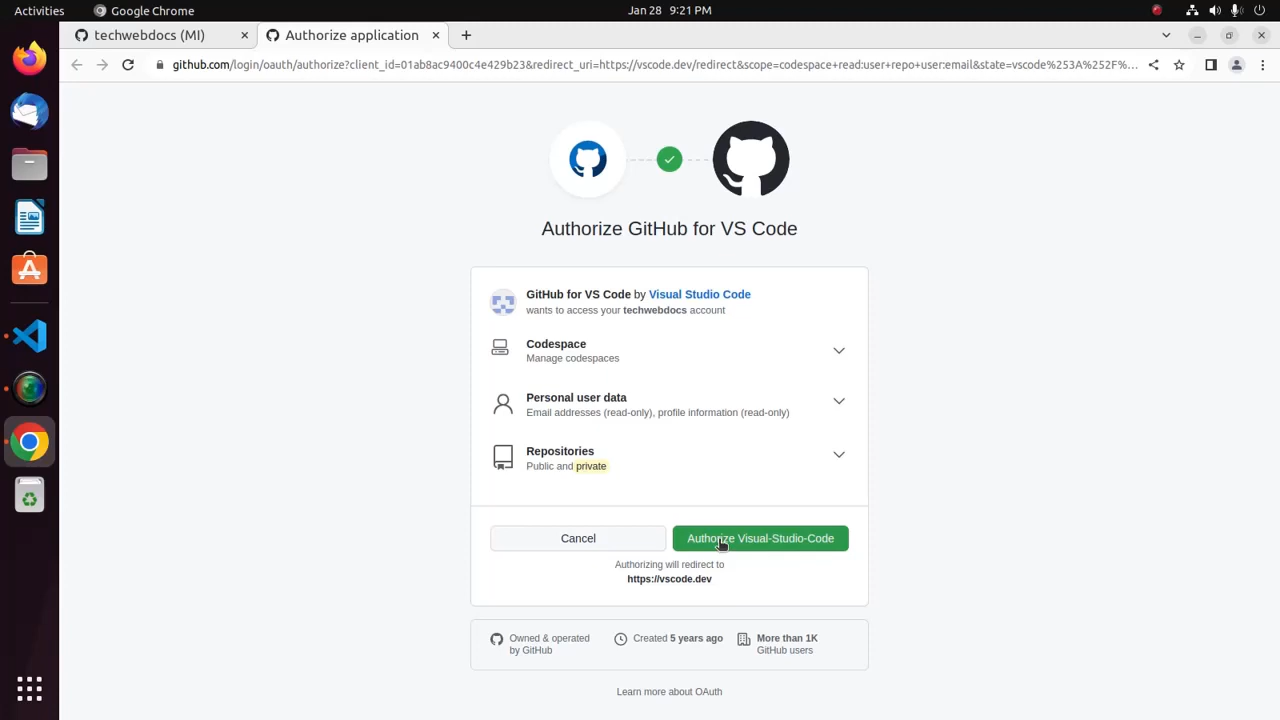 Activities
Google Chrome
Jan 28 9:21 PM
techwebdocs (MI)
Authorize application
github.com/login/oauth/authorize?client_id=01ab8ac9400c4e429b23&redirect_uri=https://vscode.dev/redirect&scope=codespace+read:user+repo+user:email&state=vscode%253A%252F%...
Authorize GitHub for VS Code
GitHub for VS Code by Visual Studio Code
wants to access your techwebdocs account
Codespace
Manage codespaces
Personal user data
Email addresses (read-only), profile information (read-only)
Repositories
Public and private
Cancel
Authorize Visual-Studio-Code
Authorizing will redirect to
https://vscode.dev
Owned & operated
by GitHub
Created 5 years ago
More than 1K
GitHub users
Learn more about OAuth